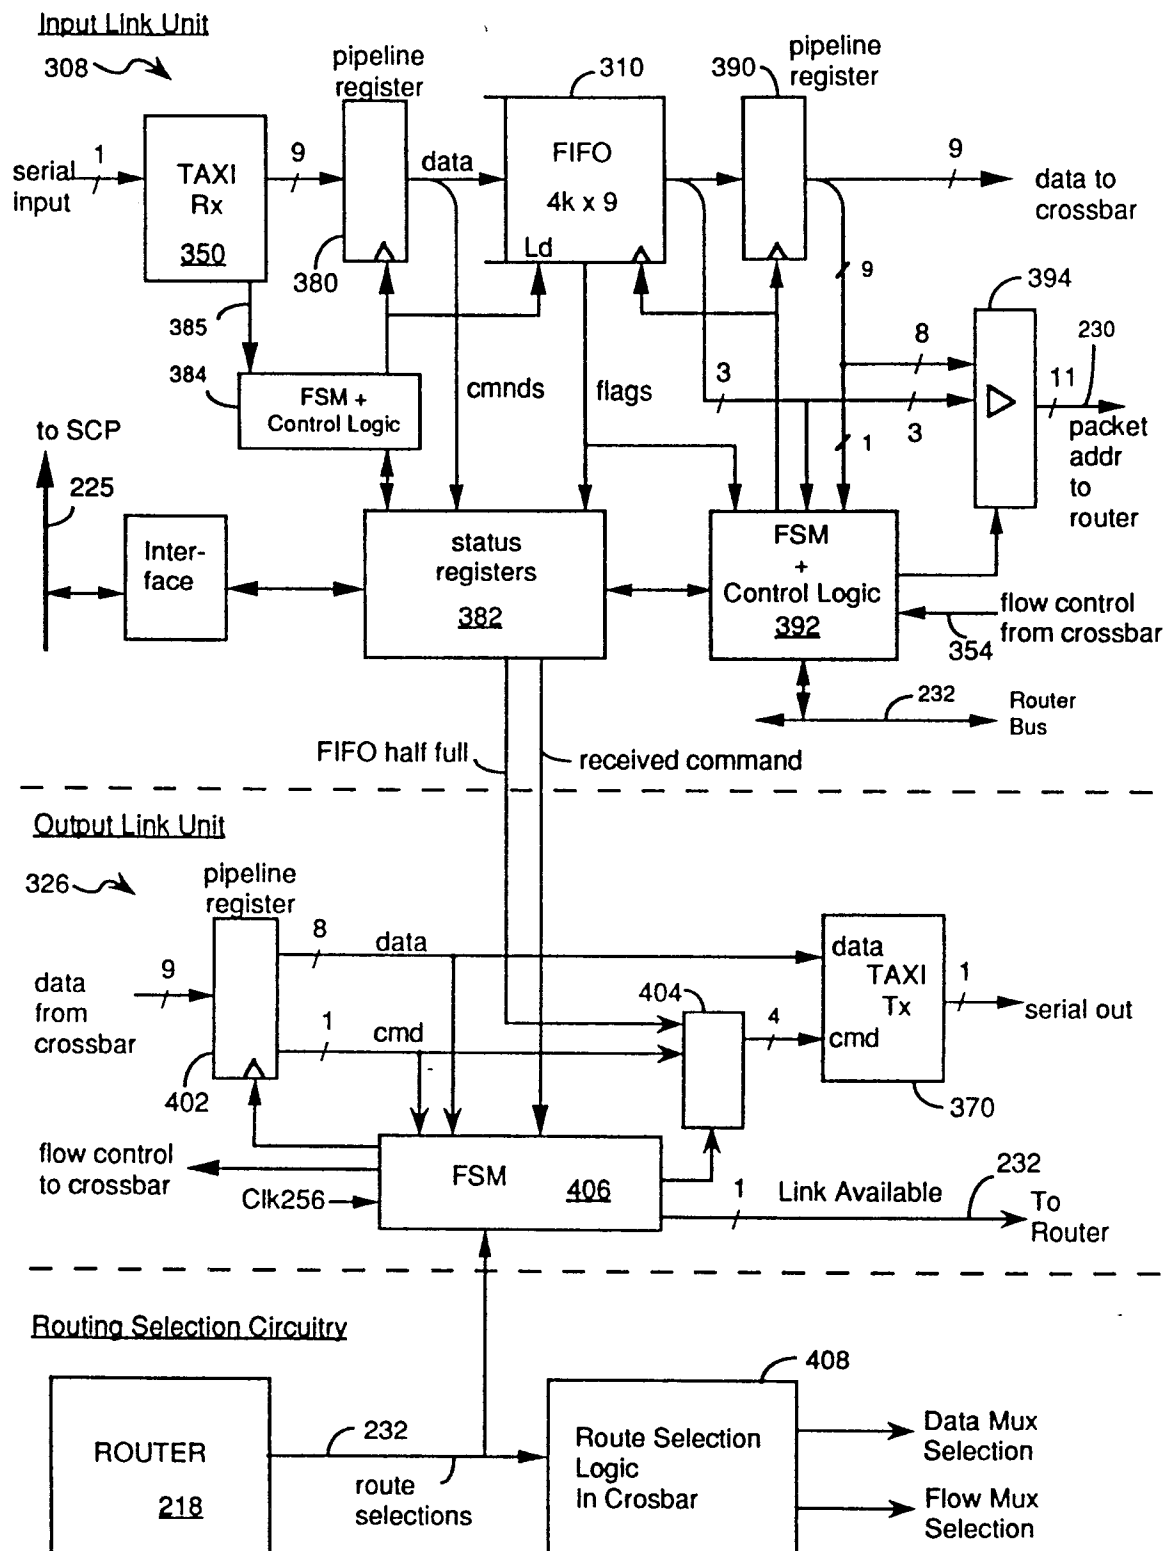 Input Link Unit
308
pipeline
register
310
390
pipeline
register
1
serial
input
TAXI
Rx
350
9
data
FIFO
4k x 9
Ld
9
data to
crossbar
380
9
394
385
384
FSM +
Control Logic
cmnds
flags
3
8
3
1
11
230
packet
addr
to
router
to SCP
225
Inter-
face
status
registers
382
FSM
+
Control Logic
392
flow control
from crossbar
354
232
Router
Bus
FIFO half full
received command
Output Link Unit
326
pipeline
register
8
data
9
data
from
crossbar
1
cmd
402
404
4
data
TAXI
Tx
cmd
1
serial out
370
flow control
to crossbar
Clk256
FSM
406
1
Link Available
232
To
Router
Routing Selection Circuitry
ROUTER
218
232
route
selections
408
Route Selection
Logic
In Crosbar
Data Mux
Selection
Flow Mux
Selection